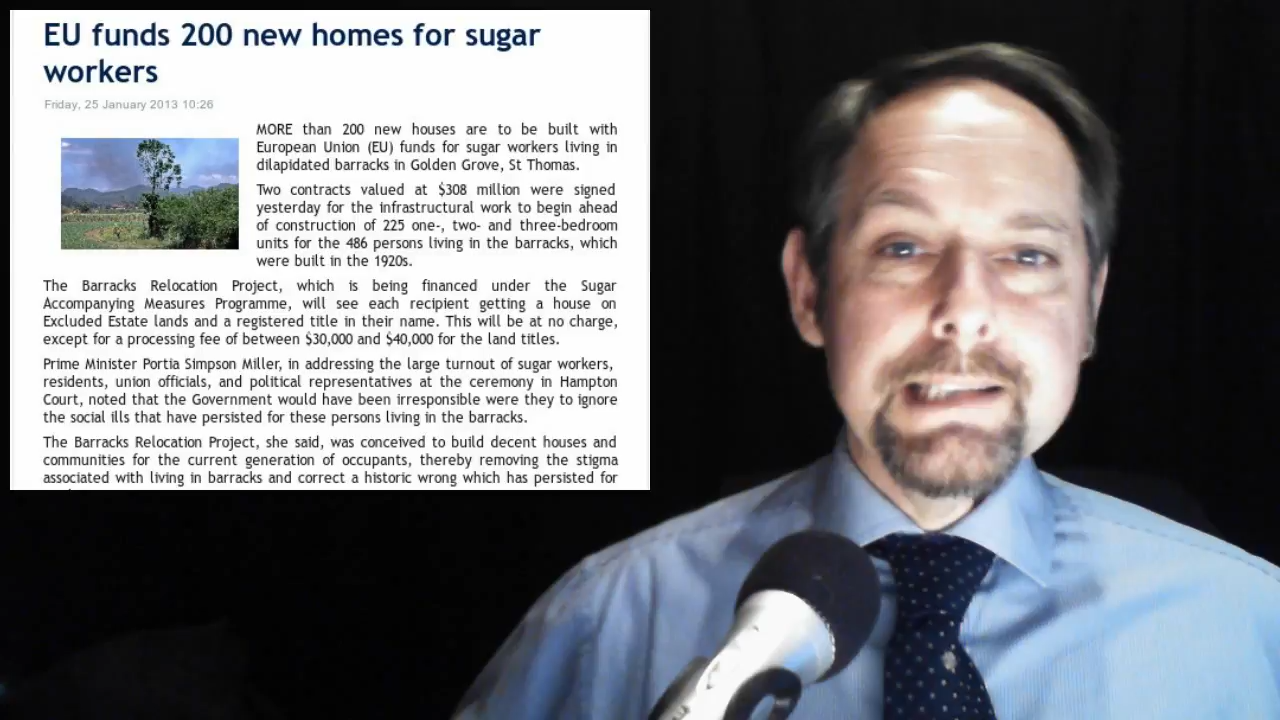 EU funds 200 new homes for sugar
workers
Friday, 25 January 2013 10:26
MORE than 200 new houses are to be built with
European Union (EU) funds for sugar workers living in
dilapidated barracks in Golden Grove, St Thomas.
Two contracts valued at $308 million were signed
yesterday for the infrastructural work to begin ahead
of construction of 225 one-, two- and three-bedroom
units for the 486 persons living in the barracks, which
were built in the 1920s.
The Barracks Relocation Project, which is being financed under the Sugar
Accompanying Measures Programme, will see each recipient getting a house on
Excluded Estate lands and a registered title in their name. This will be at no charge,
except for a processing fee of between $30,000 and $40,000 for the land titles.
Prime Minister Portia Simpson Miller, in addressing the large turnout of sugar workers,
residents, union officials, and political representatives at the ceremony in Hampton
Court, noted that the Government would have been irresponsible were they to ignore
the social ills that have persisted for these persons living in the barracks.
The Barracks Relocation Project, she said, was conceived to build decent houses and
communities for the current generation of occupants, thereby removing the stigma
associated with living in barracks and correct a historic wrong which has persisted for